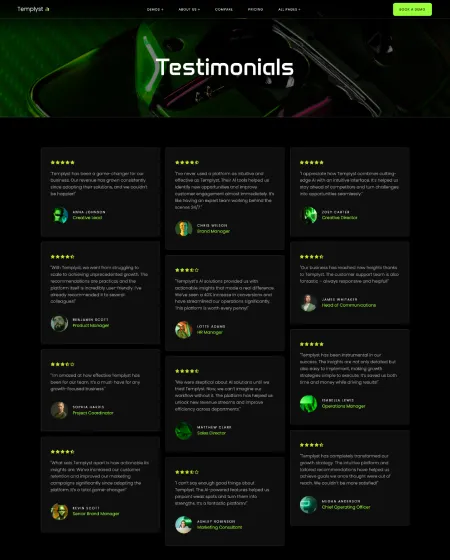 Templyst .ai
DEMOS
ABOUT US
COMPARE
PRICING
ALL PAGES
BOOK A DEMO
Testimonials
"Templyst has been a game-changer for our
business. Our revenue has grown consistently
since adopting their solutions, and we couldn't
be happier!"
ANNA JOHNSON
Creative Lead
"With Templyst, we went from struggling to
scale to achieving unprecedented growth. The
recommendations are practical and the
platform itself is incredibly user-friendly. I've
already recommended it to several
colleagues!"
BENJAMIN SCOTT
Product Manager
"I'm amazed at how effective Templyst has
been for our team. It's a must-have for any
growth-focused business"
SOPHIA HARRIS
Project Coordinator
"What sets Templyst apart is how actionable its
insights are. We've increased our customer
retention and improved our marketing
campaigns significantly since adopting the
platform. It's a total game-changer!"
KEVIN SCOTT
Senior Brand Manager
"I've never used a platform as intuitive and
effective as Templyst. Their AI tools helped us
identify new opportunities and improve
customer engagement almost immediately. It's
like having an expert team working behind the
scenes 24/7."
CHRIS WILSON
Brand Manager
"Templyst's AI solutions provided us with
actionable insights that made a real difference.
We've seen a 40% increase in conversions and
have streamlined our operations significantly.
This platform is worth every penny!"
LOTTE ADAMS
HR Manager
"We were skeptical about AI solutions until we
tried Templyst. Now, we can't imagine our
workflow without it. The platform has helped us
unlock new revenue streams and improve
efficiency across departments."
MATTHEW CLARK
Sales Director
"I can't say enough good things about
Templyst. The AI-powered features helped us
pinpoint weak spots and turn them into
strengths. It's a fantastic platform."
ASHLEY ROBINSON
Marketing Consultant
"I appreciate how Templyst combines cutting-
edge AI with an intuitive interface. It's helped us
stay ahead of competitors and turn challenges
into opportunities seamlessly."
JOEY CARTER
Creative Director
"Our business has reached new heights thanks
to Templyst. The customer support team is also
fantastic - always responsive and helpful!"
JAMES WHITAKER
Head of Communications
"Templyst has been instrumental in our
success. The insights are not only detailed but
also easy to implement, making growth
strategies simple to execute. It's saved us both
time and money while driving results!"
ISABELLA LEWIS
Operations Manager
"Templyst has completely transformed our
growth strategy. The intuitive platform and
tailored recommendations have helped us
achieve goals we once thought were out of
reach. We couldn't be more satisfied!"
MEGAN ANDERSON
Chief Operating Officer